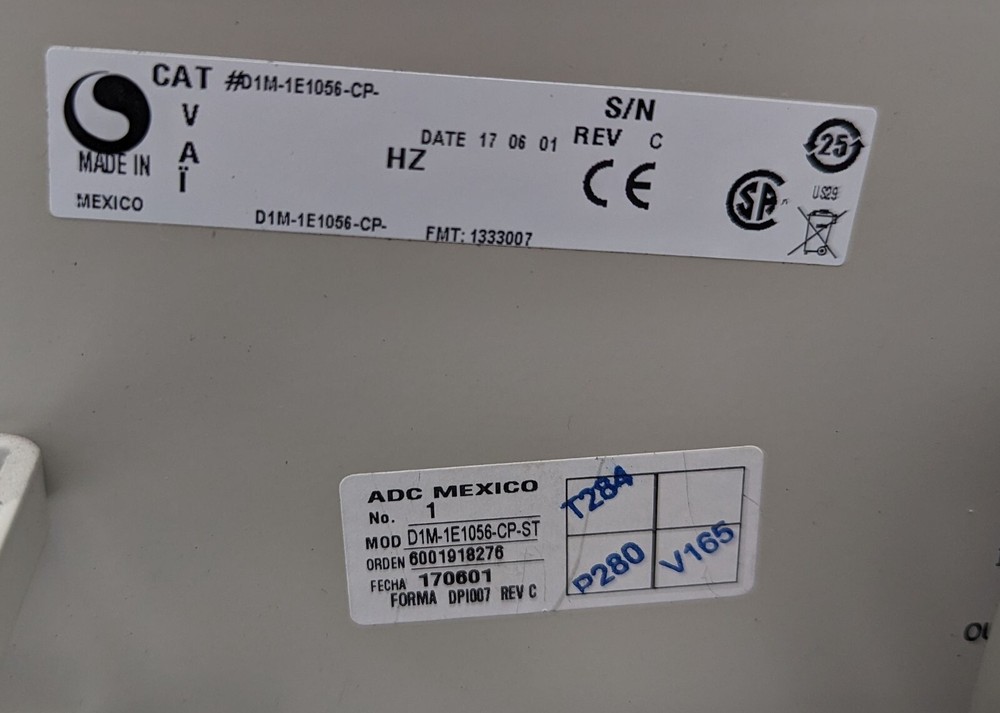 CAT #D1M-1E1056-CP-
S/N
V
DATE 17 06 01 REV C
25
MADE IN
A
HZ
CE
SA
US29
Ï
MEXICO
D1M-1E1056-CP-
FMT: 1333007
ADC MEXICO
No. 1
MOD D1M-1E1056-CP-ST
ORDEN 6001918276
FECHA 170601
FORMA DPI007 REV C
T284
P280
V165